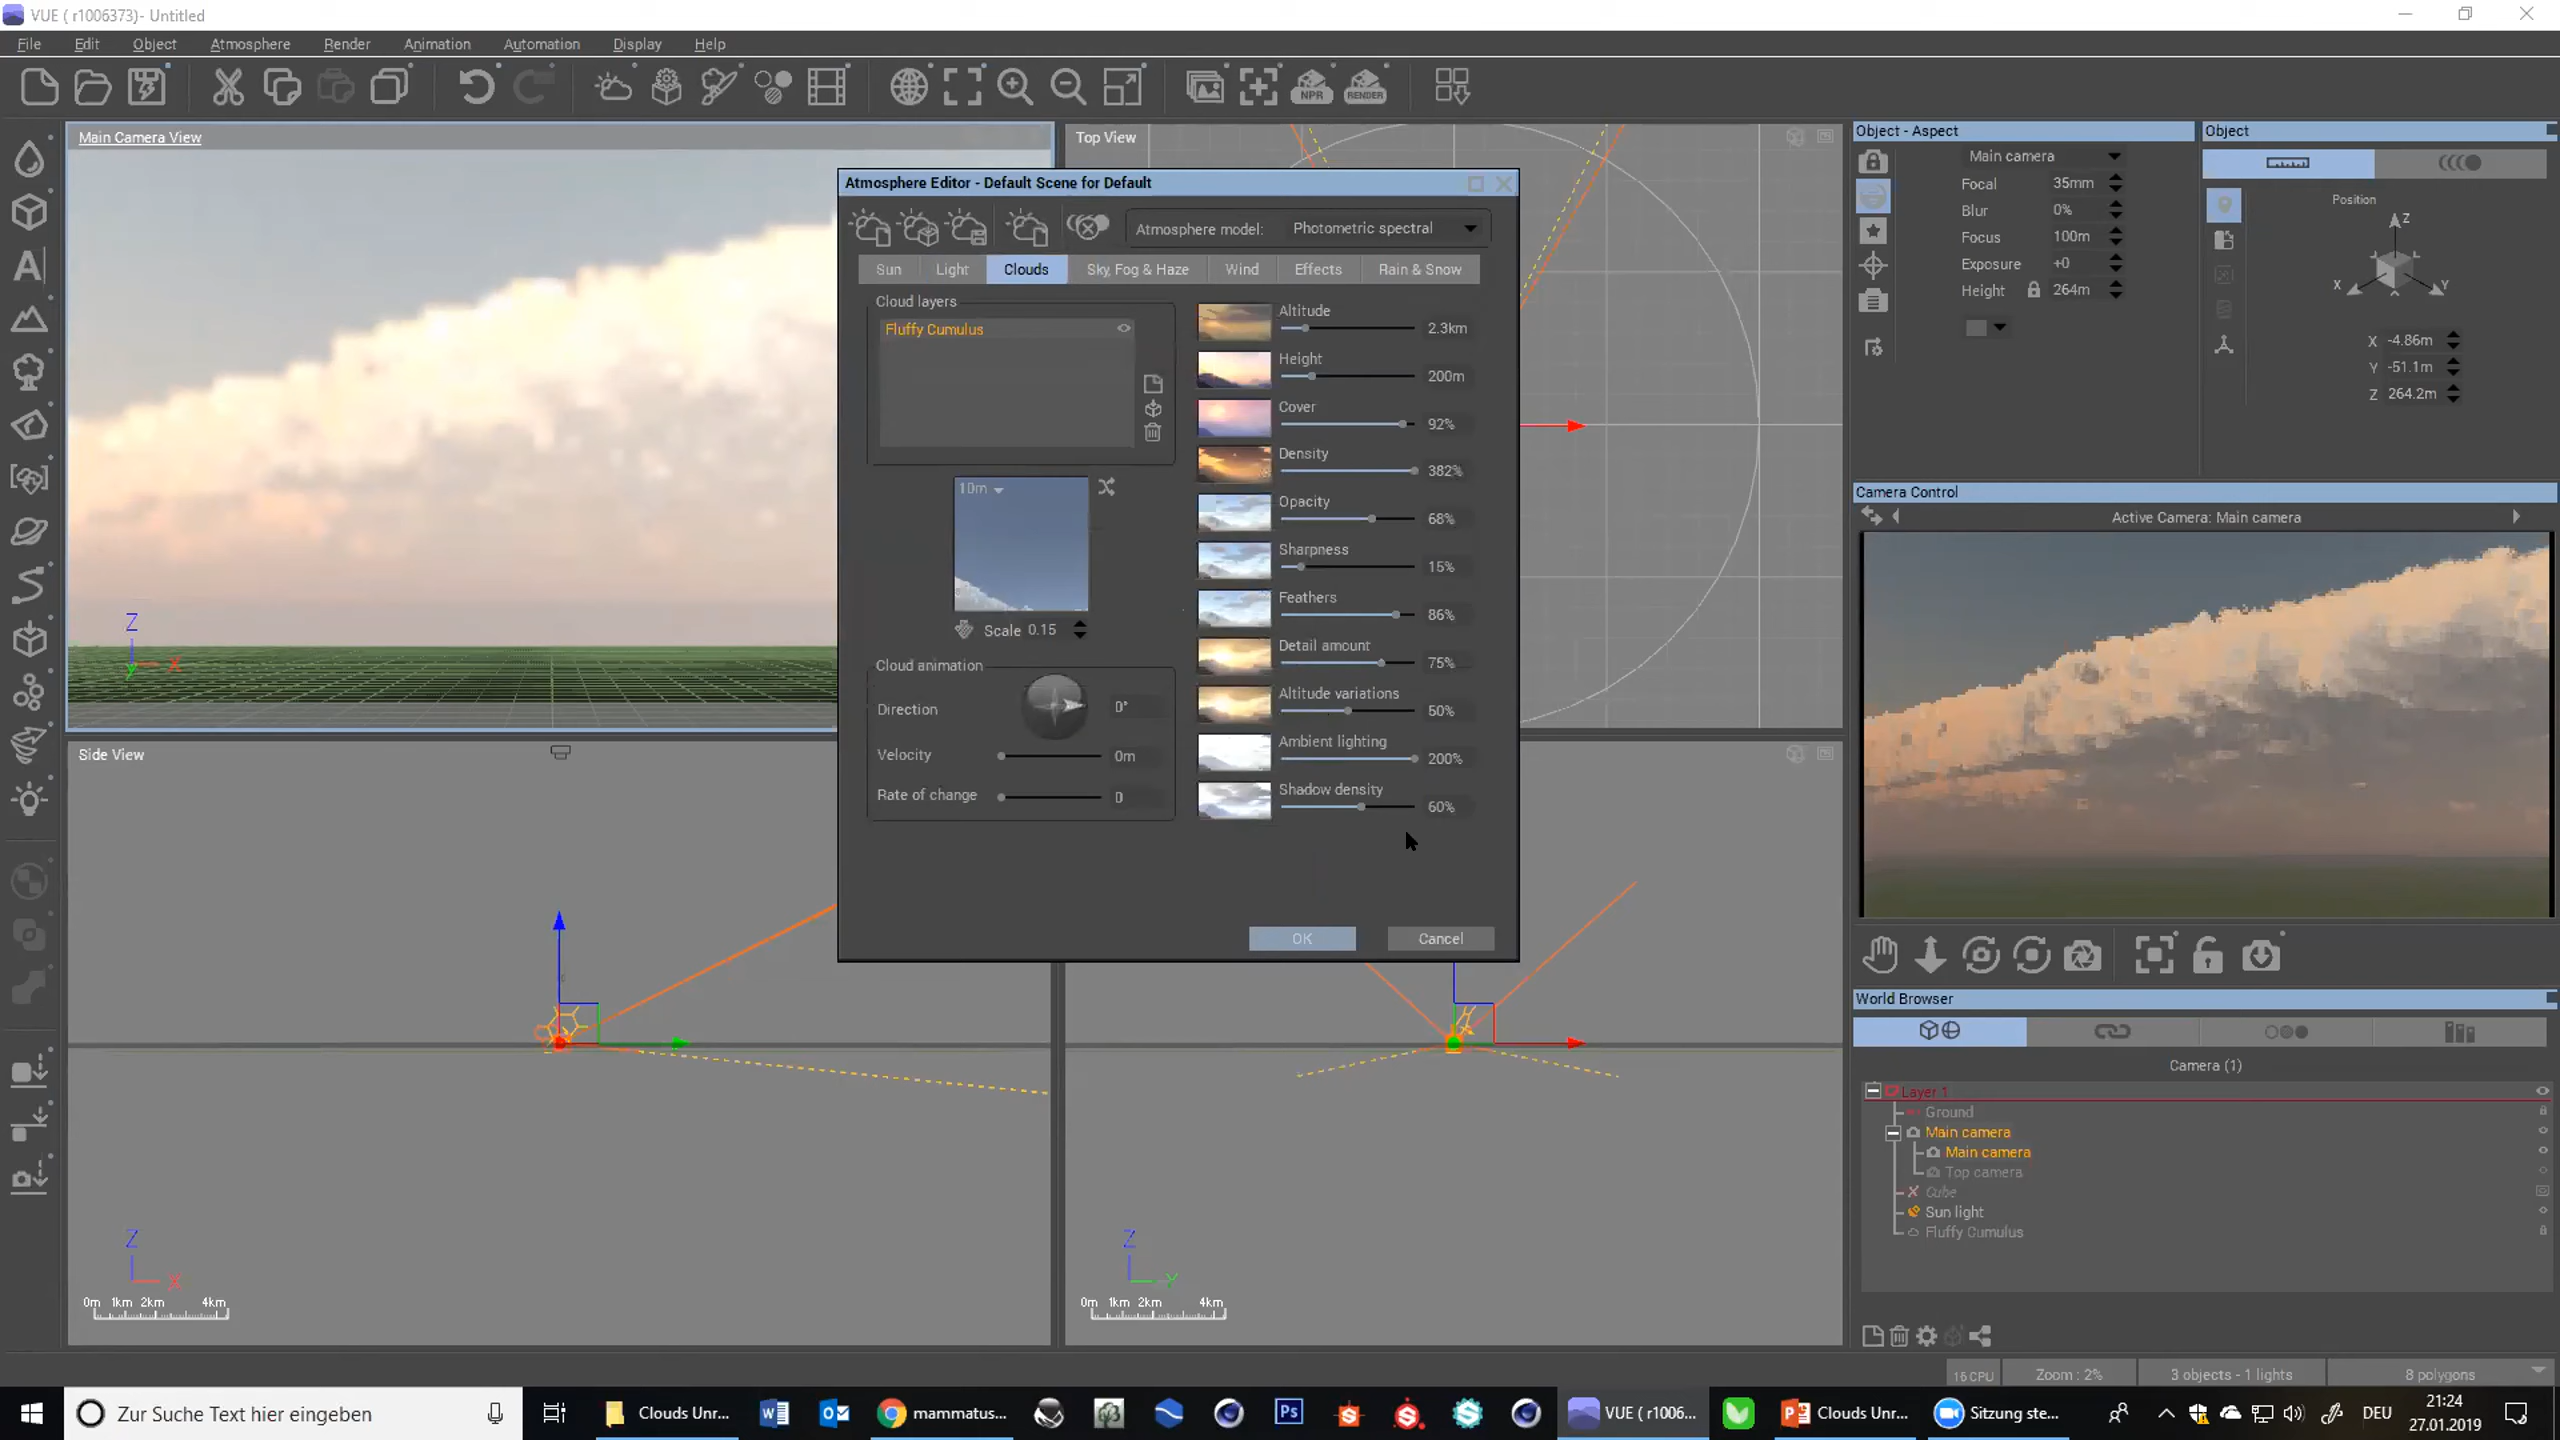 VUE ( r1006373)- Untitled
File Edit Object Atmosphere Render Animation Automation Display Help
NPR RENDER
Main Camera View
Top View
Side View
Z
X
Y
Z
X
0m 1km 2km 4km
Z
Y
0m 1km 2km 4km
Atmosphere Editor - Default Scene for Default
Atmosphere model: Photometric spectral
Sun Light Clouds Sky, Fog & Haze Wind Effects Rain & Snow
Cloud layers
Fluffy Cumulus
10m
Scale 0.15
Cloud animation
Direction 0°
Velocity 0m
Rate of change 0
Altitude
2.3km
Height
200m
Cover
92%
Density
382%
Opacity
68%
Sharpness
15%
Feathers
86%
Detail amount
75%
Altitude variations
50%
Ambient lighting
200%
Shadow density
60%
OK Cancel
Object - Aspect
Main camera
Focal 35mm
Blur 0%
Focus 100m
Exposure +0
Height 264m
Object
Position
Z
X Y
X -4.86m
Y -51.1m
Z 264.2m
Camera Control
Active Camera: Main camera
World Browser
Camera (1)
Layer 1
Ground
Main camera
Main camera
Top camera
Cube
Sun light
Fluffy Cumulus
16 CPU Zoom : 2% 3 objects - 1 lights 8 polygons
Zur Suche Text hier eingeben
Clouds Unr...
mammatus...
Ps
VUE ( r1006...
Clouds Unr...
Sitzung ste...
DEU
21:24
27.01.2019